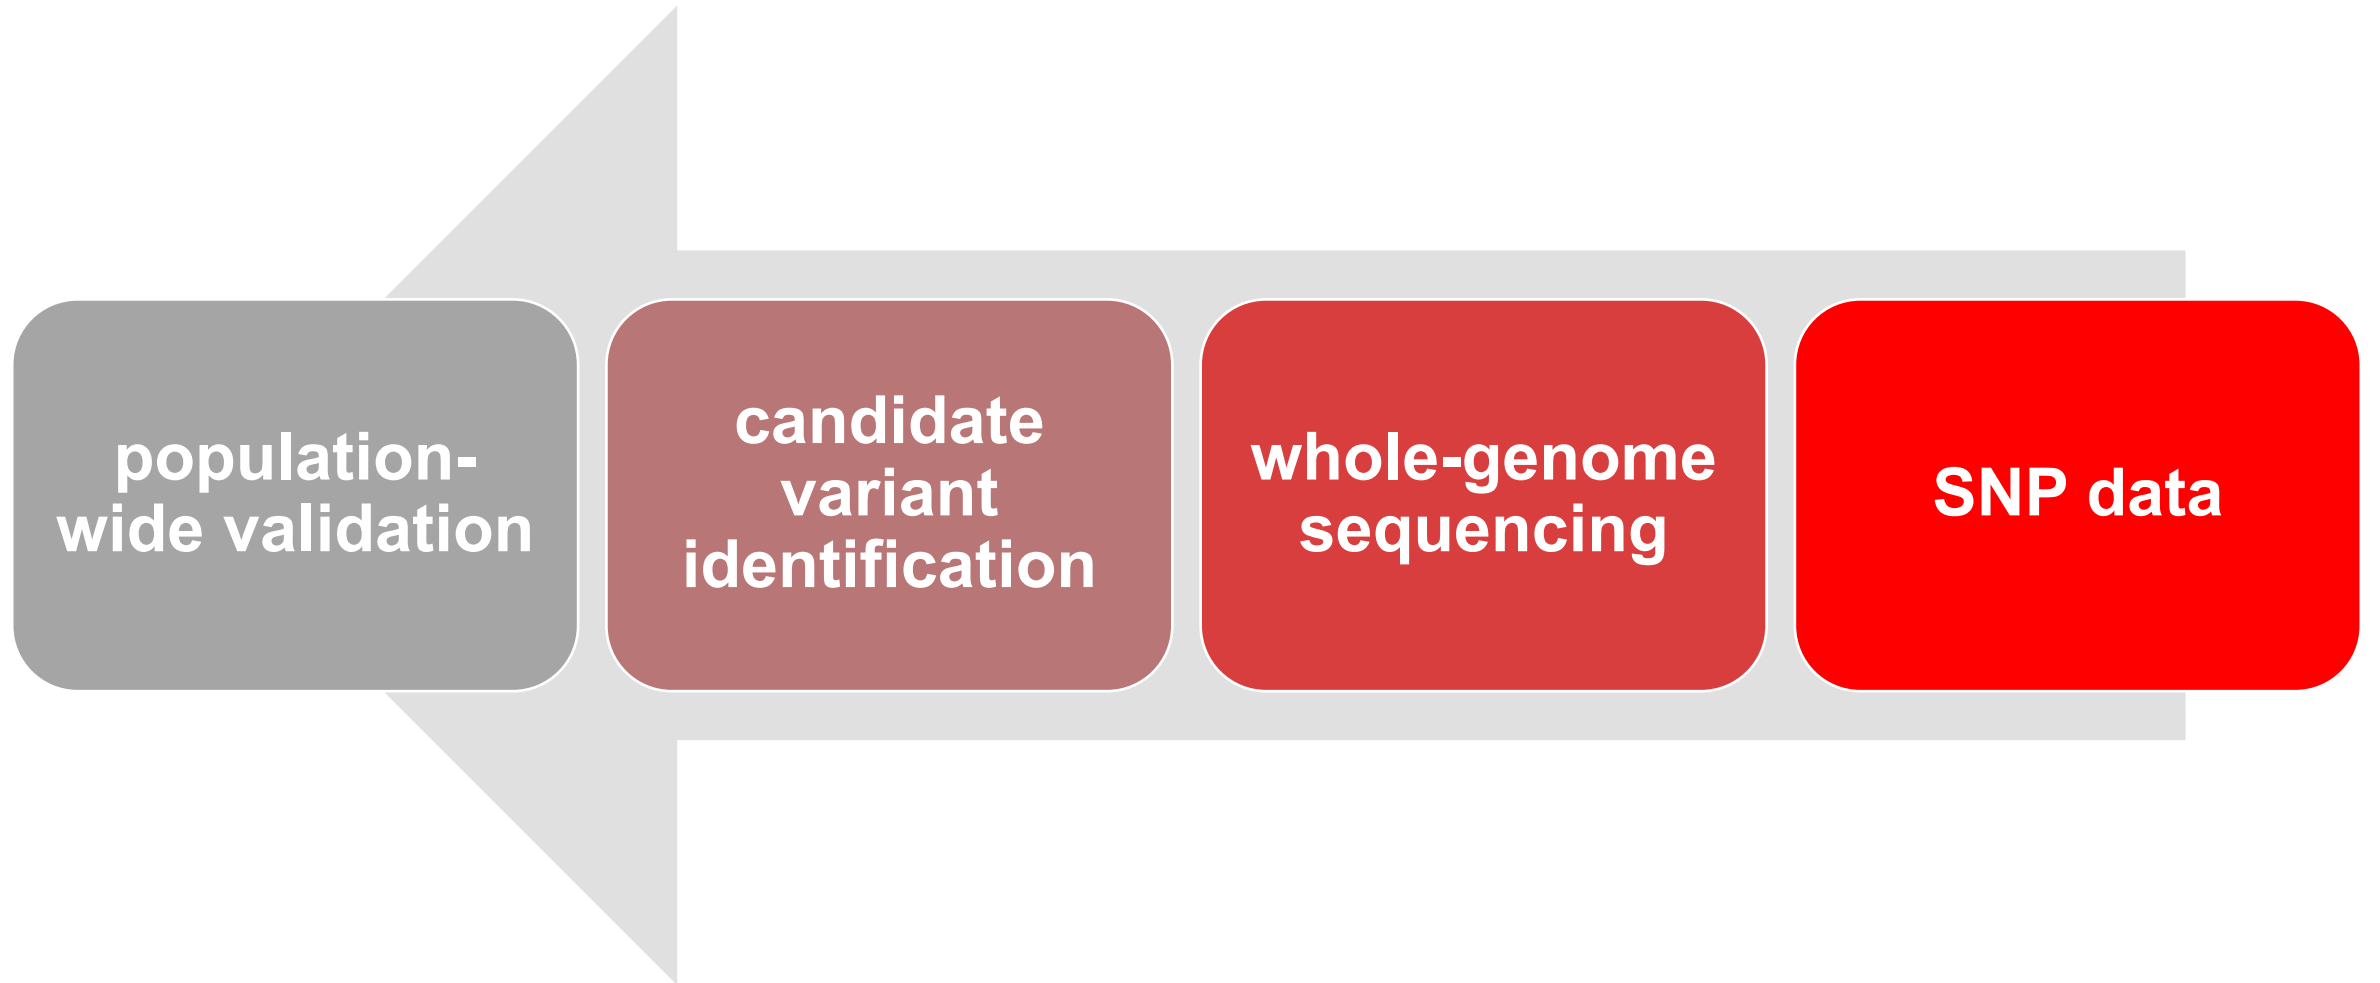 population-
wide validation
candidate
variant
identification
whole-genome
sequencing
SNP data